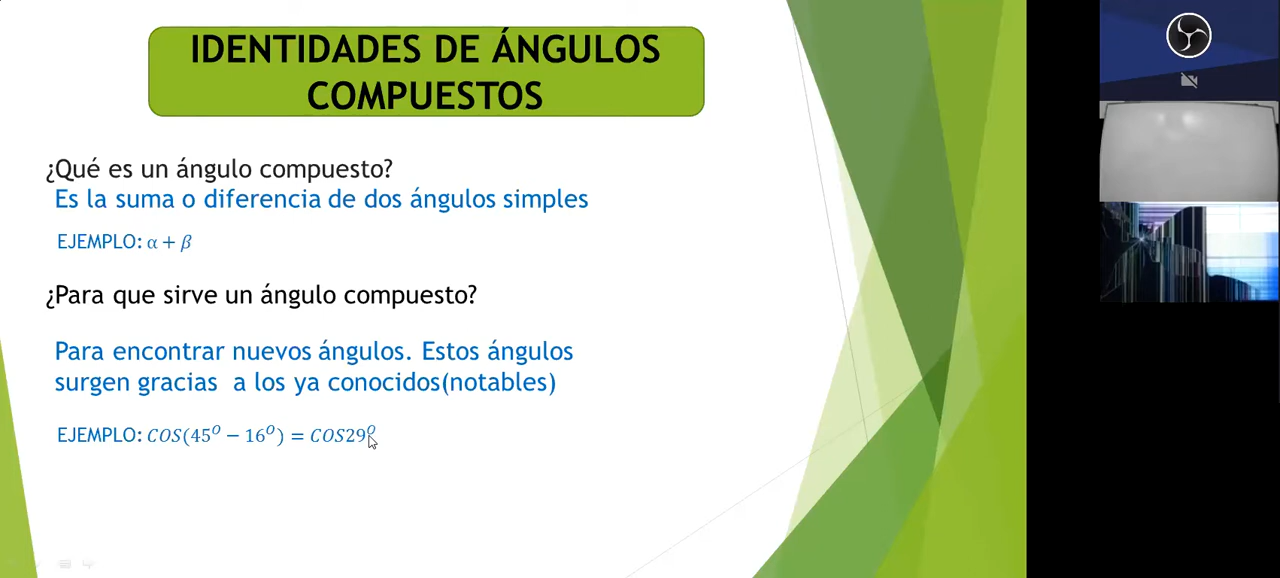 IDENTIDADES DE ÁNGULOS
COMPUESTOS
¿Qué es un ángulo compuesto?
Es la suma o diferencia de dos ángulos simples
EJEMPLO: α + β
¿Para que sirve un ángulo compuesto?
Para encontrar nuevos ángulos. Estos ángulos
surgen gracias a los ya conocidos(notables)
EJEMPLO: COS(45° − 16°) = COS29°